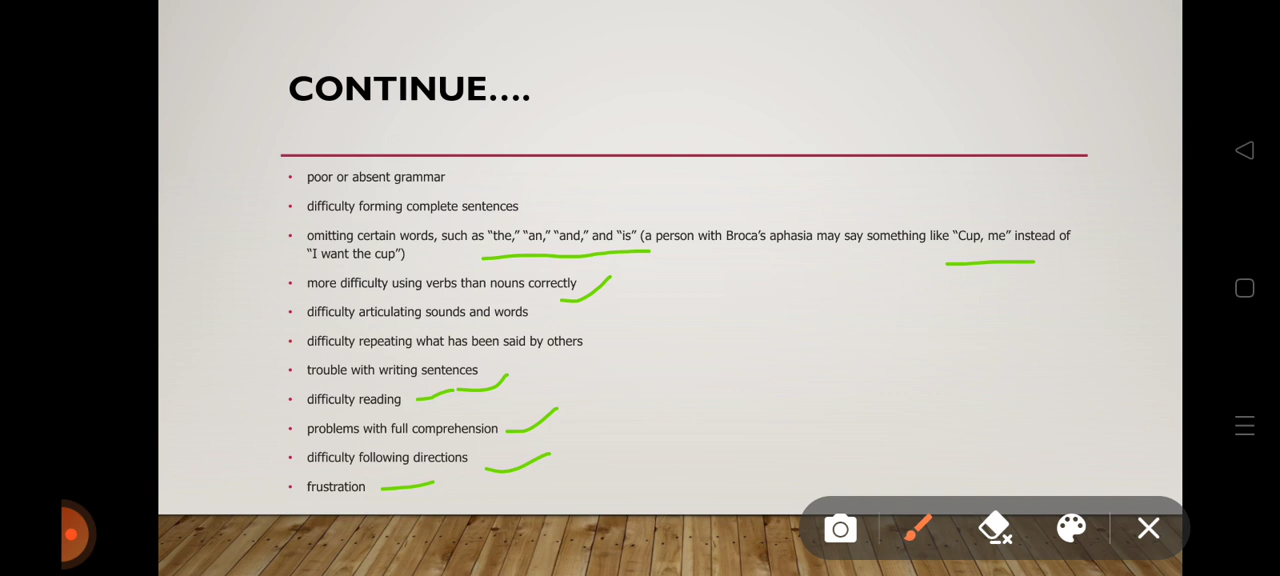 CONTINUE....
• poor or absent grammar
• difficulty forming complete sentences
• omitting certain words, such as “the,” “an,” “and,” and “is” (a person with Broca’s aphasia may say something like “Cup, me” instead of
“I want the cup”)
• more difficulty using verbs than nouns correctly
• difficulty articulating sounds and words
• difficulty repeating what has been said by others
• trouble with writing sentences
• difficulty reading
• problems with full comprehension
• difficulty following directions
• frustration